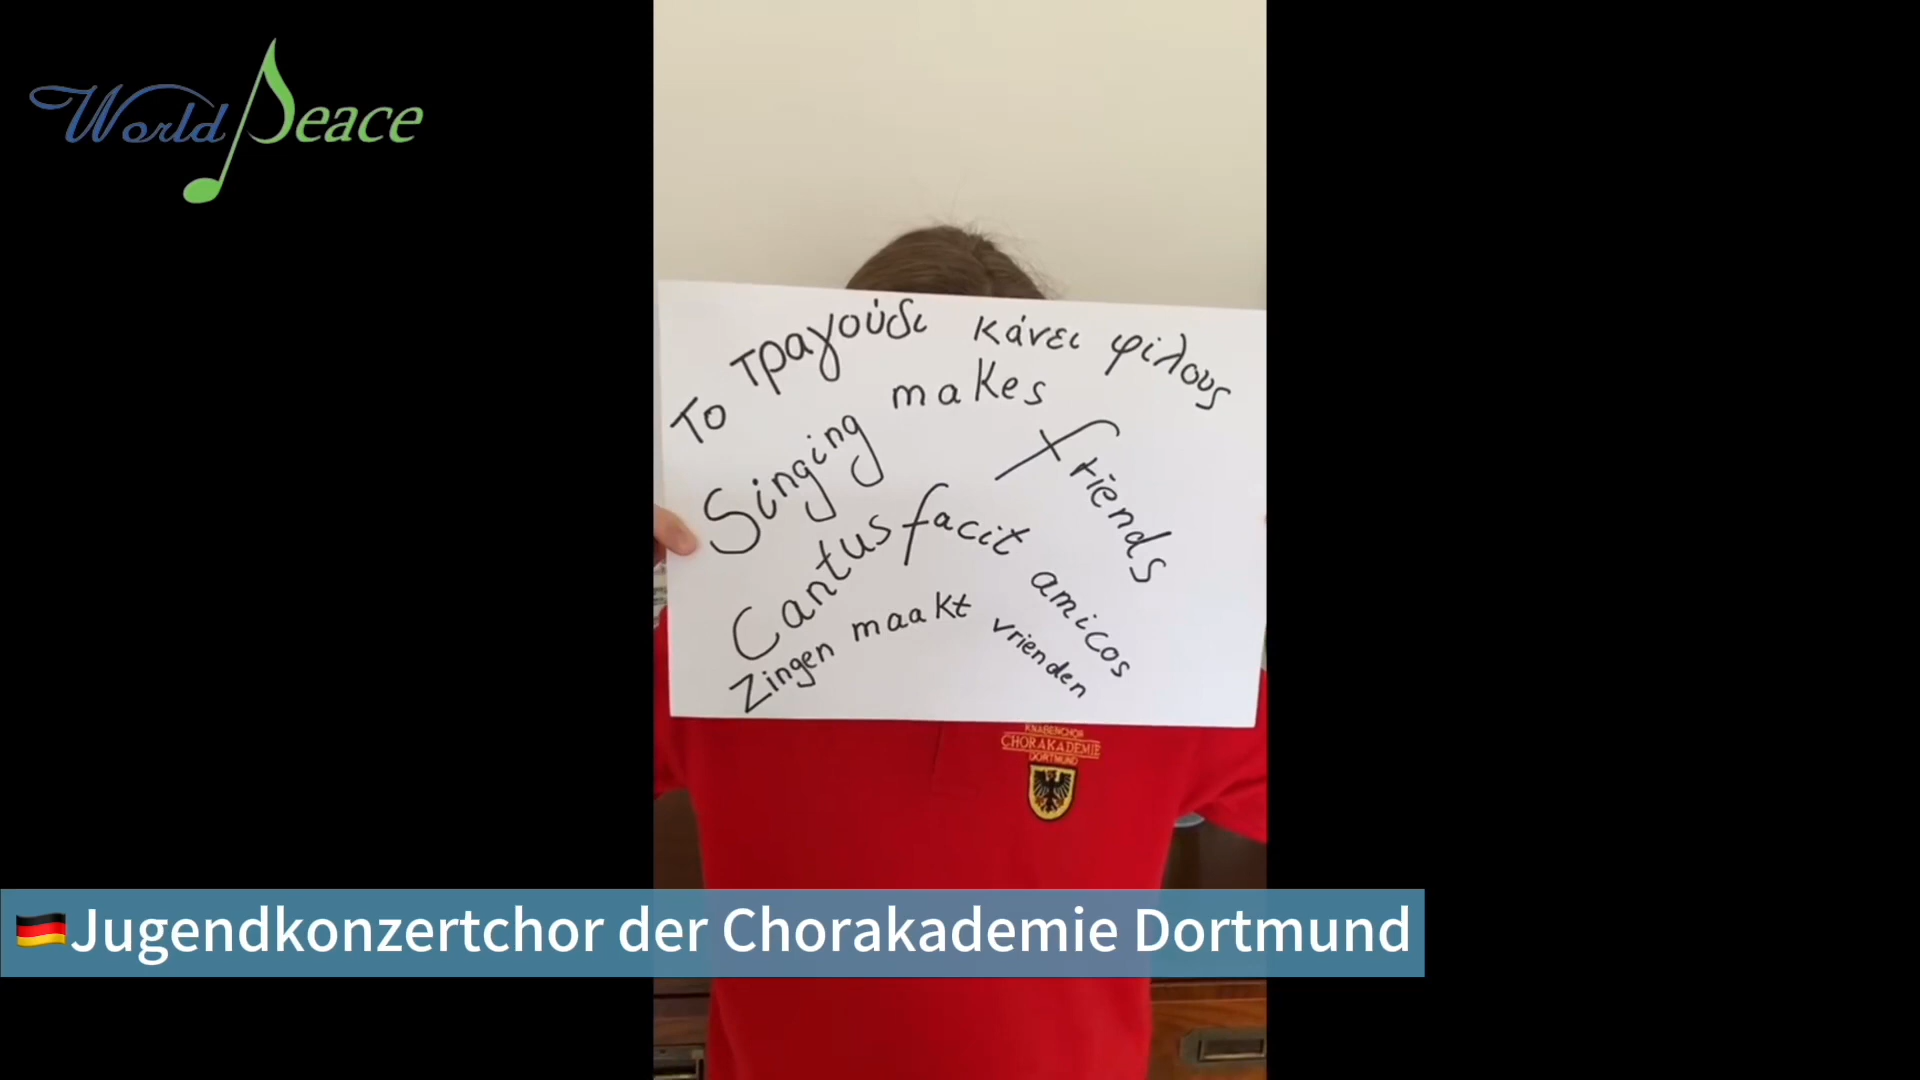 World Peace
Το τραγούδι κάνει φίλους
Singing makes friends
Cantus facit amicos
Zingen maakt vrienden
KNABENCHOR
CHORAKADEMIE
DORTMUND
🇩🇪Jugendkonzertchor der Chorakademie Dortmund